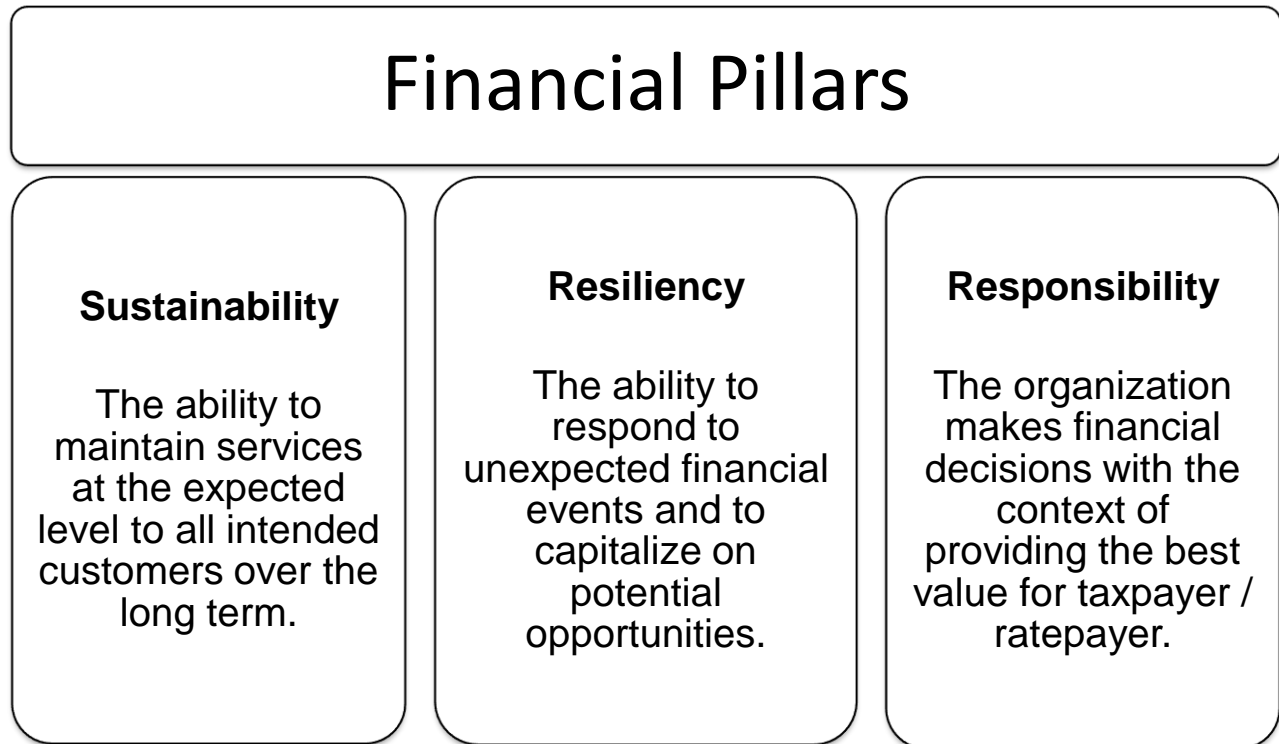 Financial Pillars
Sustainability
The ability to
maintain services
at the expected
level to all intended
customers over the
long term.
Resiliency
The ability to
respond to
unexpected financial
events and to
capitalize on
potential
opportunities.
Responsibility
The organization
makes financial
decisions with the
context of
providing the best
value for taxpayer /
ratepayer.